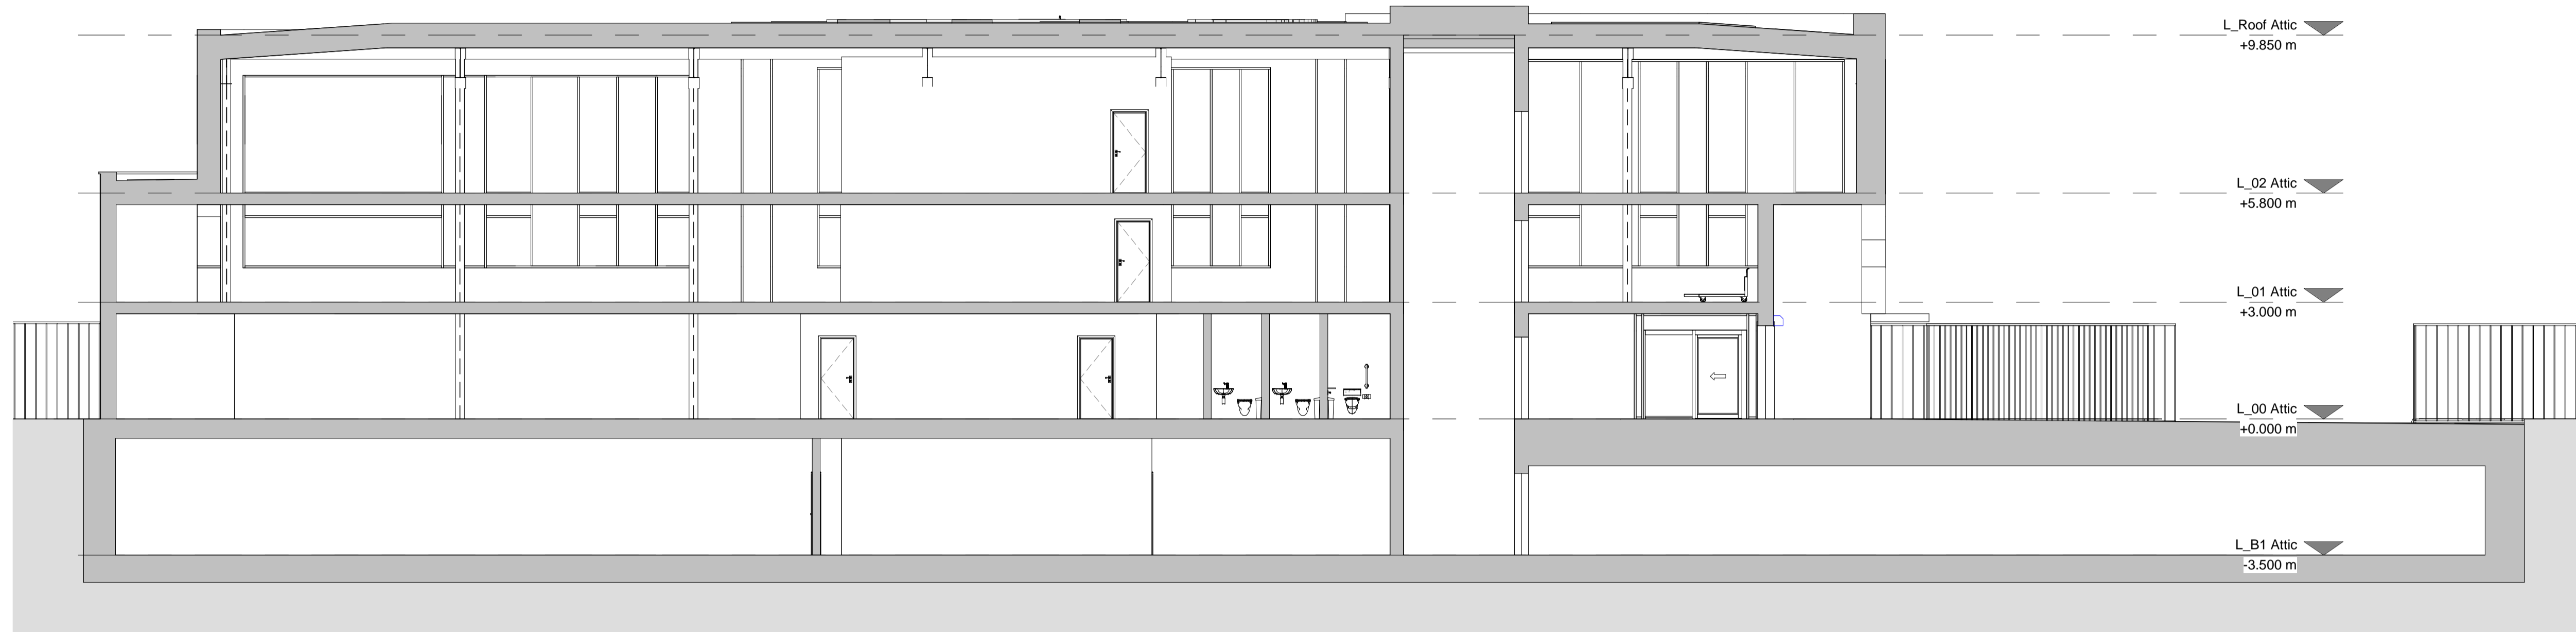 L_Roof Attic
+9.850 m
L_02 Attic
+5.800 m
L_01 Attic
+3.000 m
L_00 Attic
+0.000 m
L_B1 Attic
-3.500 m